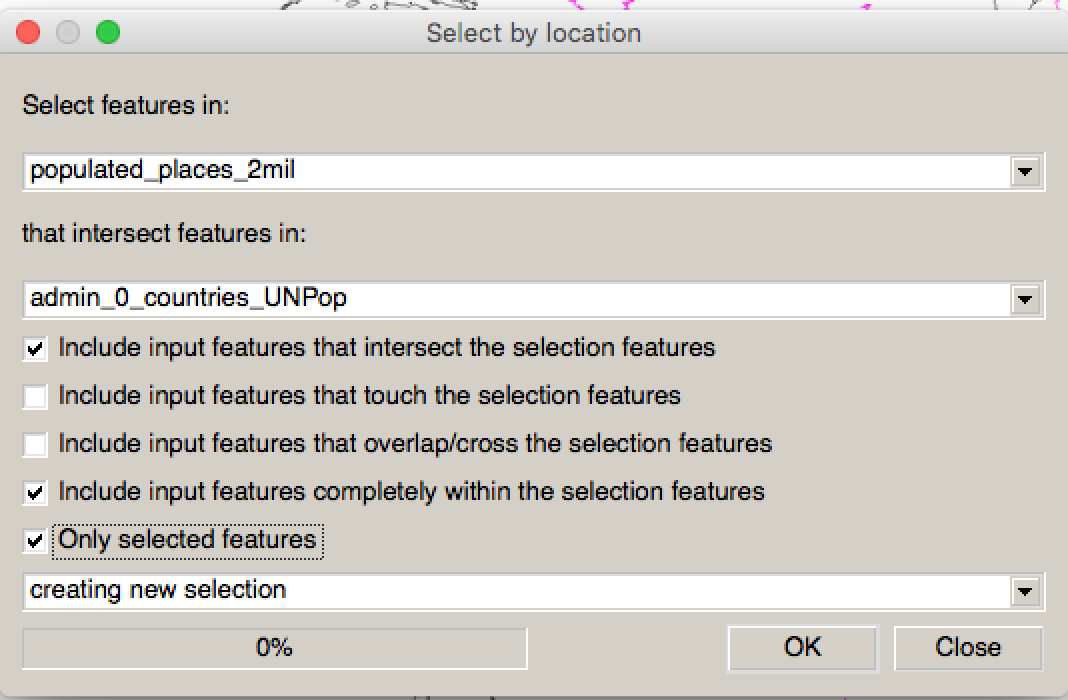 Select by location
Select features in:
populated_places_2mil
that intersect features in:
admin_0_countries_UNPop
Include input features that intersect the selection features
Include input features that touch the selection features
Include input features that overlap/cross the selection features
Include input features completely within the selection features
Only selected features
creating new selection
0%
OK
Close